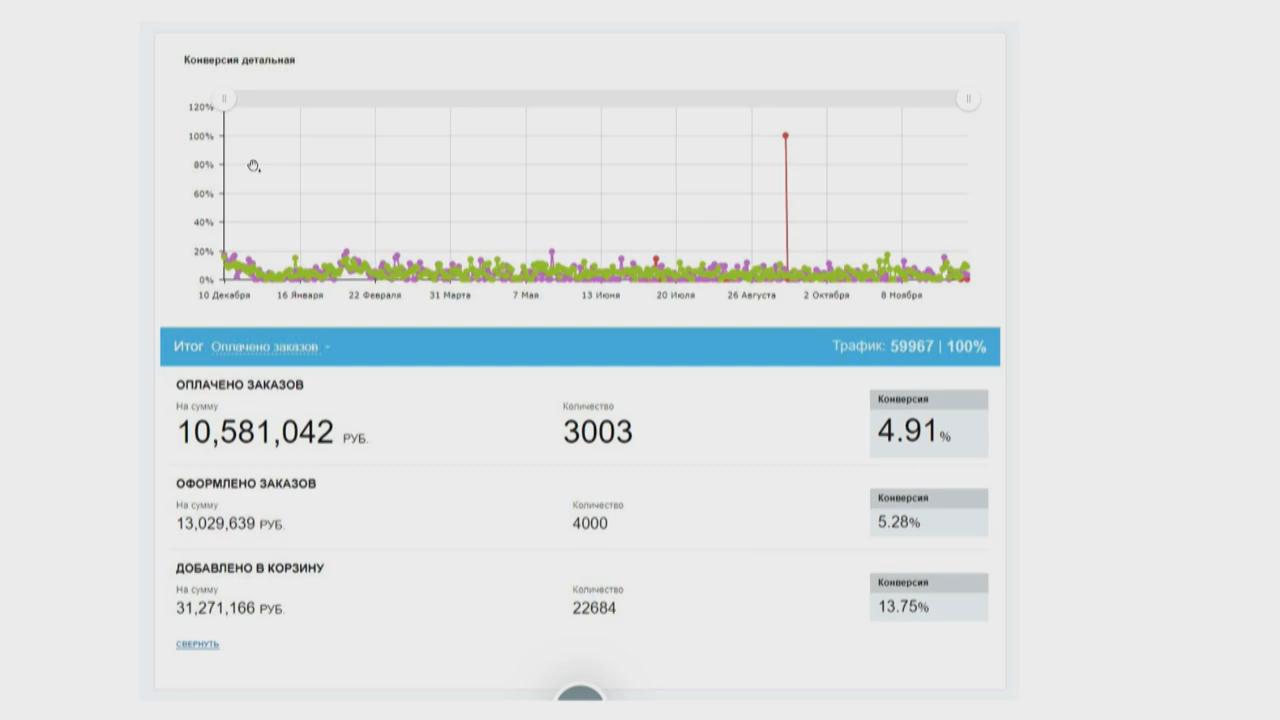 Конверсия детальная
120%
100%
80%
60%
40%
20%
0%
10 Декабря 16 Января 22 Февраля 31 Марта 7 Мая 13 Июня 20 Июля 26 Августа 2 Октября 8 Ноября
Итог Оплачено заказов Трафик: 59967 | 100%
ОПЛАЧЕНО ЗАКАЗОВ
На сумму Количество Конверсия
10,581,042 РУБ. 3003 4.91%
ОФОРМЛЕНО ЗАКАЗОВ
На сумму Количество Конверсия
13,029,639 РУБ. 4000 5.28%
ДОБАВЛЕНО В КОРЗИНУ
На сумму Количество Конверсия
31,271,166 РУБ. 22684 13.75%
СВЕРНУТЬ